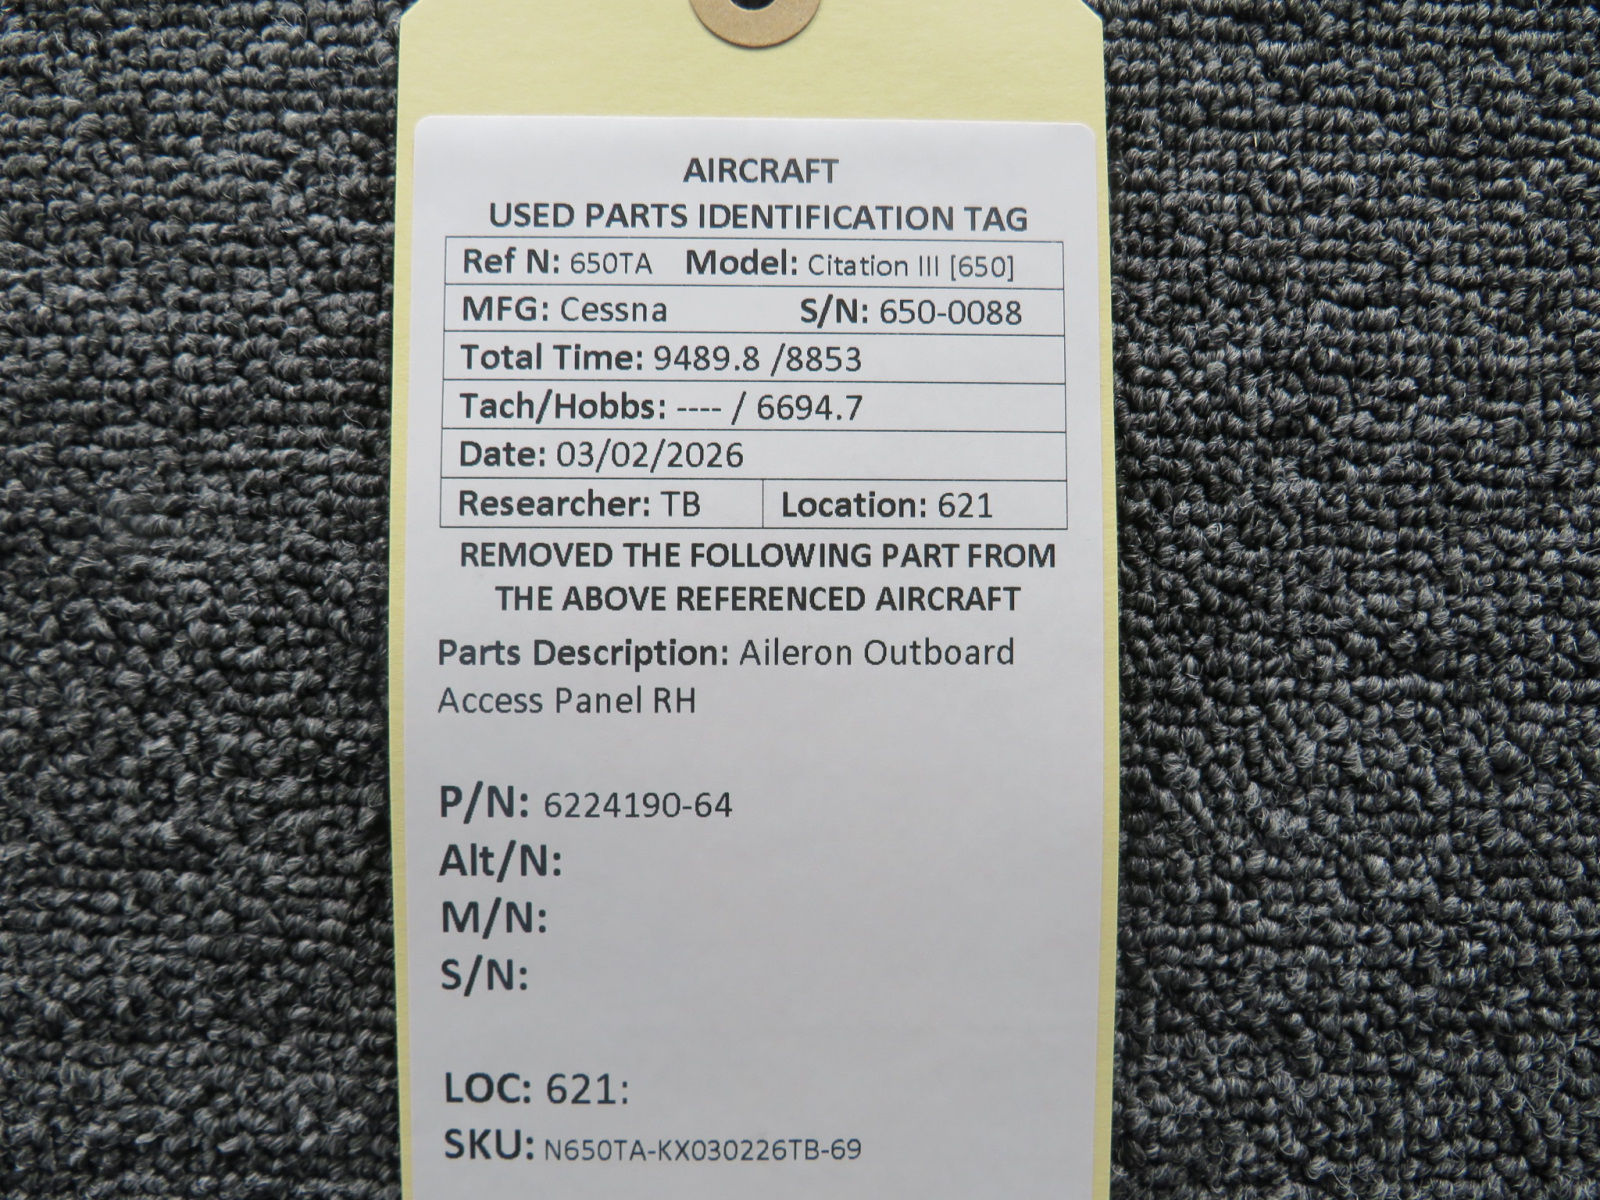 AIRCRAFT
USED PARTS IDENTIFICATION TAG
Ref N: 650TA Model: Citation III [650]
MFG: Cessna S/N: 650-0088
Total Time: 9489.8 /8853
Tach/Hobbs: ---- / 6694.7
Date: 03/02/2026
Researcher: TB Location: 621
REMOVED THE FOLLOWING PART FROM
THE ABOVE REFERENCED AIRCRAFT
Parts Description: Aileron Outboard
Access Panel RH
P/N: 6224190-64
Alt/N:
M/N:
S/N:
LOC: 621:
SKU: N650TA-KX030226TB-69